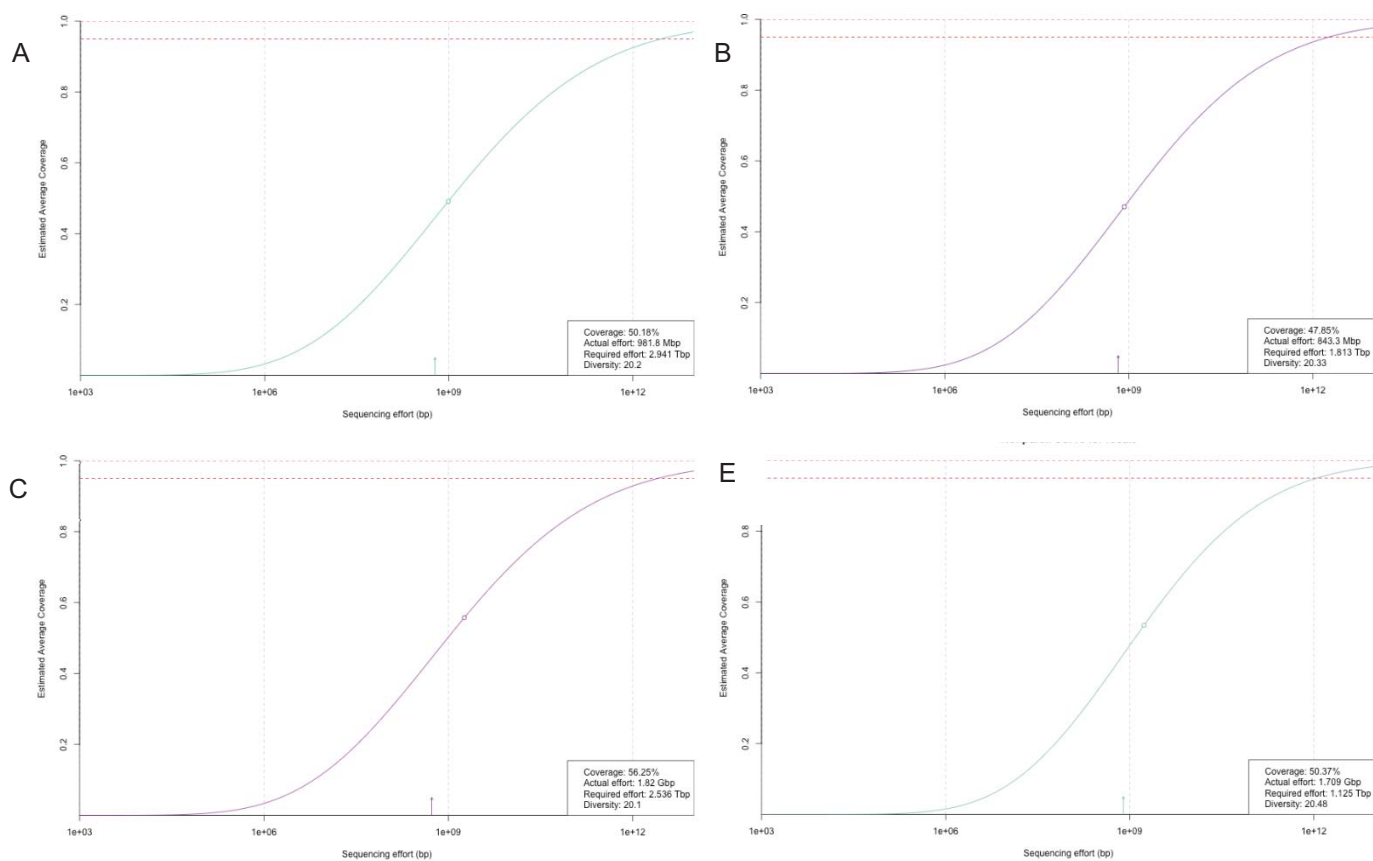 A
Estimated Average Coverage
1.0
0.8
0.6
0.4
0.2
Coverage: 50.18%
Actual effort: 981.8 Mbp
Required effort: 2.941 Tbp
Diversity: 20.2
1e+03 1e+06 1e+09 1e+12
Sequencing effort (bp)
B
Estimated Average Coverage
1.0
0.8
0.6
0.4
0.2
Coverage: 47.85%
Actual effort: 843.3 Mbp
Required effort: 1.813 Tbp
Diversity: 20.33
1e+03 1e+06 1e+09 1e+12
Sequencing effort (bp)
C
Estimated Average Coverage
1.0
0.8
0.6
0.4
0.2
Coverage: 56.25%
Actual effort: 1.82 Gbp
Required effort: 2.536 Tbp
Diversity: 20.1
1e+03 1e+06 1e+09 1e+12
Sequencing effort (bp)
E
Estimated Average Coverage
0.8
0.6
0.4
0.2
Coverage: 50.37%
Actual effort: 1.709 Gbp
Required effort: 1.125 Tbp
Diversity: 20.48
1e+03 1e+06 1e+09 1e+12
Sequencing effort (bp)